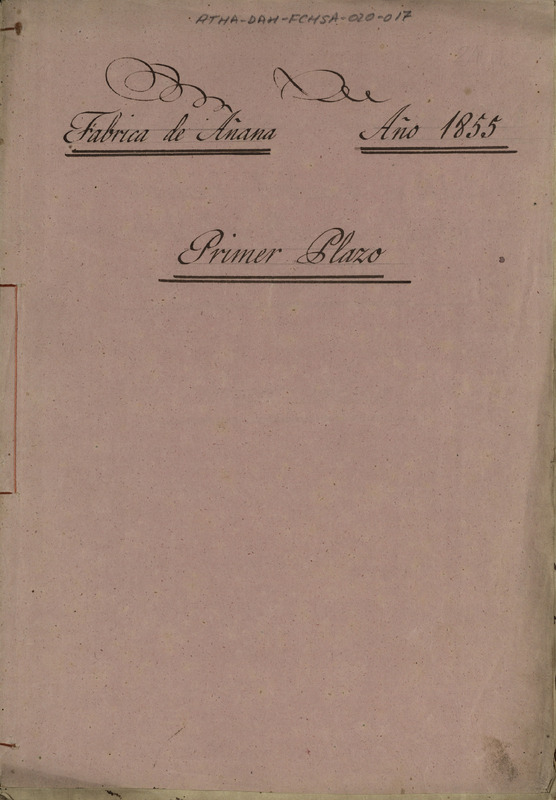 ATHA-DAH-FCHSA-020-017
Fabrica de Añana Año 1855
Primer Plazo